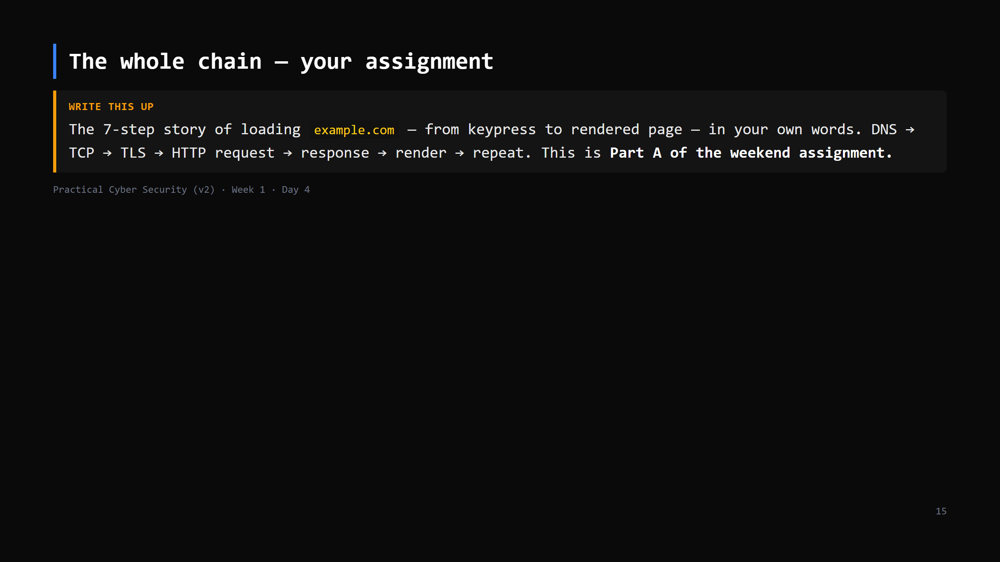 The whole chain — your assignment
WRITE THIS UP
The 7-step story of loading example.com — from keypress to rendered page — in your own words. DNS →
TCP → TLS → HTTP request → response → render → repeat. This is Part A of the weekend assignment.
Practical Cyber Security (v2) · Week 1 · Day 4
15